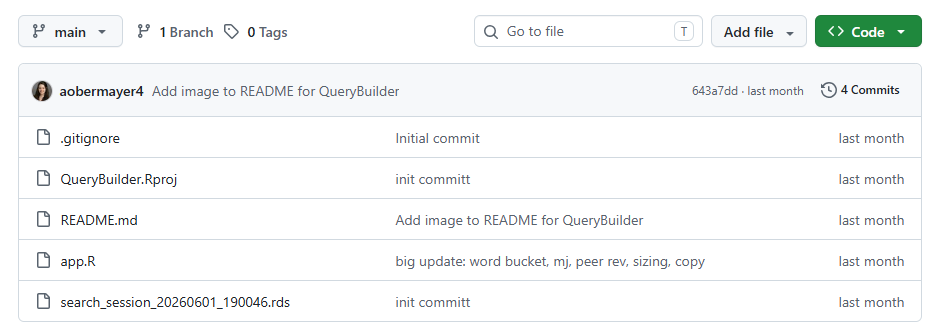 main 1 Branch 0 Tags Go to file T Add file Code
aobermayer4 Add image to README for QueryBuilder 643a7dd · last month 4 Commits
.gitignore Initial commit last month
QueryBuilder.Rproj init committ last month
README.md Add image to README for QueryBuilder last month
app.R big update: word bucket, mj, peer rev, sizing, copy last month
search_session_20260601_190046.rds init committ last month